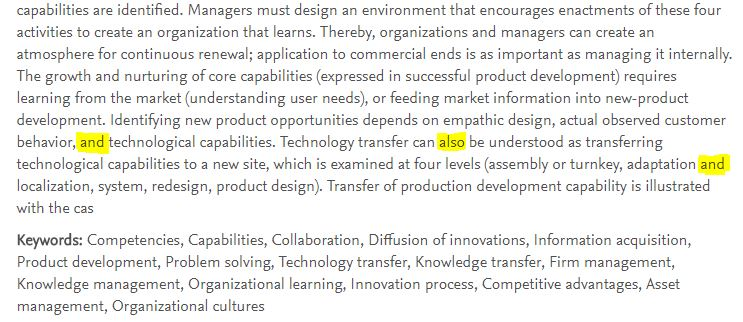 capabilities are identified. Managers must design an environment that encourages enactments of these four
activities to create an organization that learns. Thereby, organizations and managers can create an
atmosphere for continuous renewal; application to commercial ends is as important as managing it internally.
The growth and nurturing of core capabilities (expressed in successful product development) requires
learning from the market (understanding user needs), or feeding market information into new-product
development. Identifying new product opportunities depends on empathic design, actual observed customer
behavior, and technological capabilities. Technology transfer can also be understood as transferring
technological capabilities to a new site, which is examined at four levels (assembly or turnkey, adaptation and
localization, system, redesign, product design). Transfer of production development capability is illustrated
with the cas
Keywords: Competencies, Capabilities, Collaboration, Diffusion of innovations, Information acquisition,
Product development, Problem solving, Technology transfer, Knowledge transfer, Firm management,
Knowledge management, Organizational learning, Innovation process, Competitive advantages, Asset
management, Organizational cultures